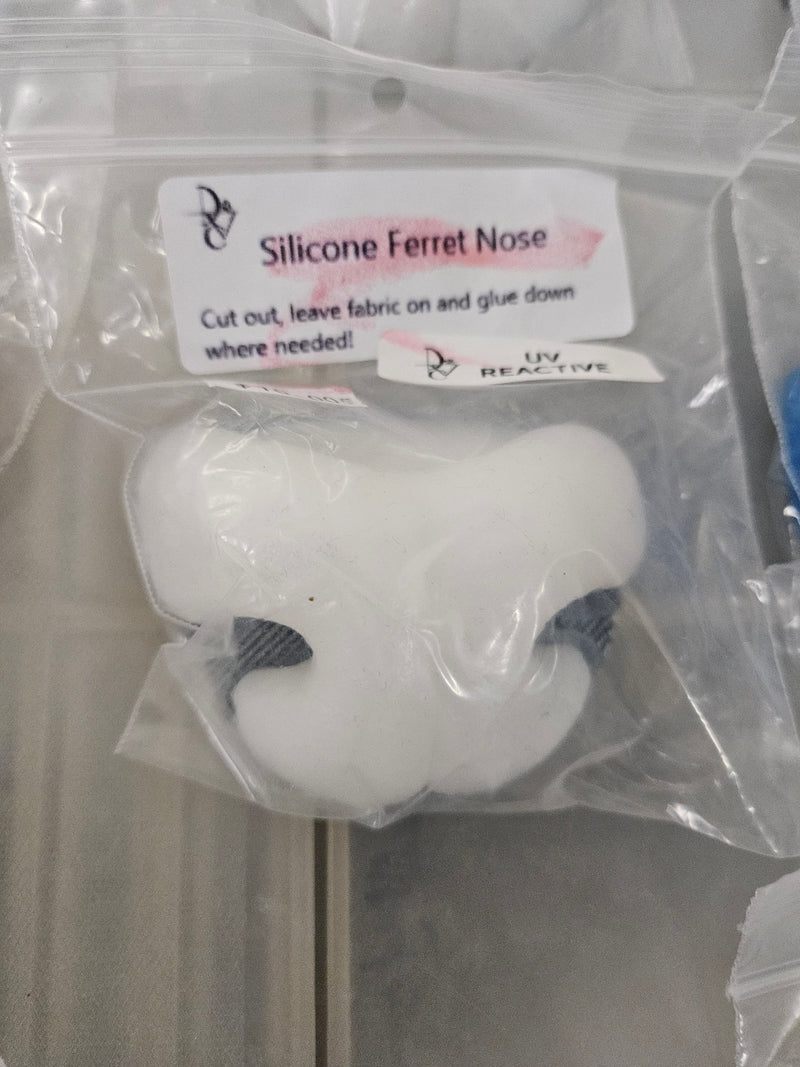 Silicone Ferret Nose
Cut out, leave fabric on and glue down
where needed!
UV
REACTIVE